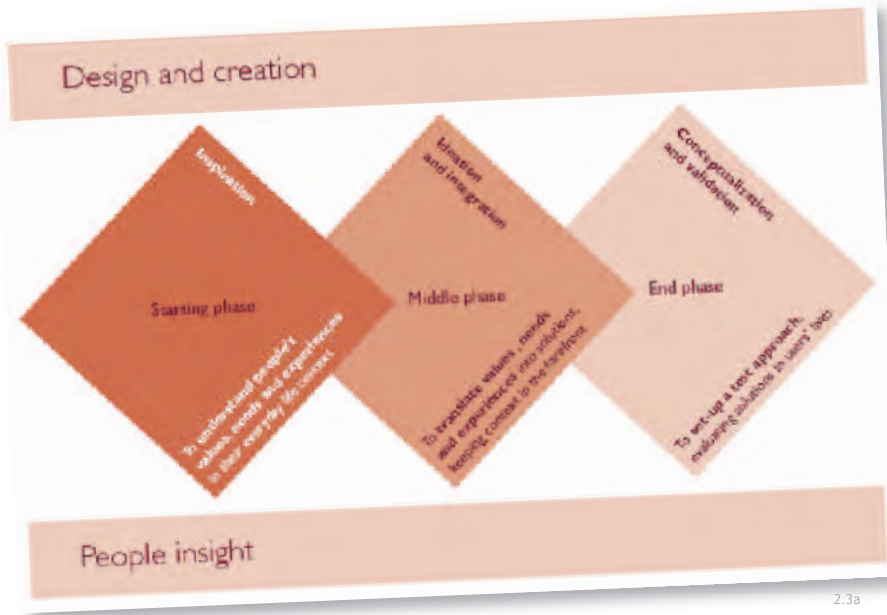 Design and creation
Inspiration
Starting phase
To understand people's
values, needs and experiences
in their everyday life context
Ideation
and integration
Middle phase
To translate values, needs
and experiences into solutions,
keeping context in the forefront
Conceptualization
and validation
End phase
To set-up a test approach,
evaluating solutions in users' lives
People insight
2.3a